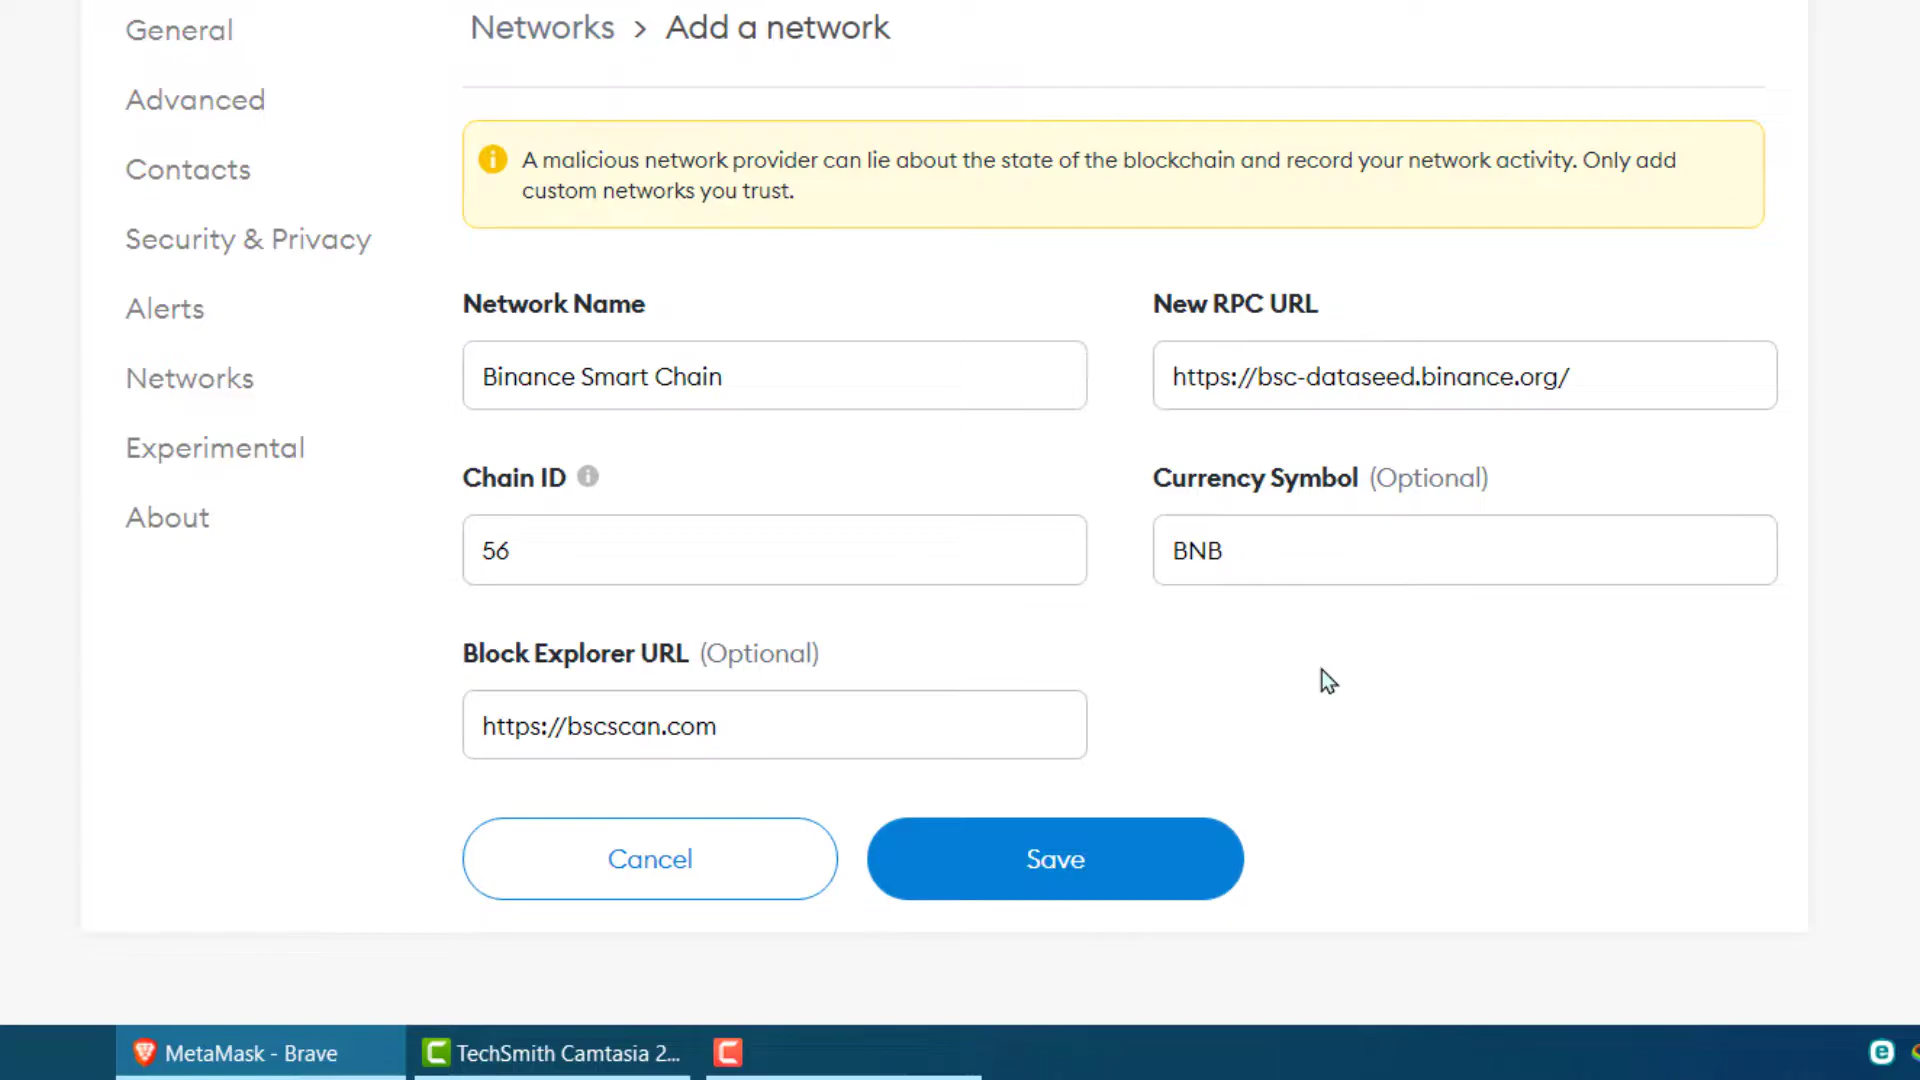 General
Advanced
Contacts
Security & Privacy
Alerts
Networks
Experimental
About
Networks > Add a network
A malicious network provider can lie about the state of the blockchain and record your network activity. Only add
custom networks you trust.
Network Name
Binance Smart Chain
New RPC URL
https://bsc-dataseed.binance.org/
Chain ID
56
Currency Symbol (Optional)
BNB
Block Explorer URL (Optional)
https://bscscan.com
Cancel
Save
MetaMask - Brave
TechSmith Camtasia 2...